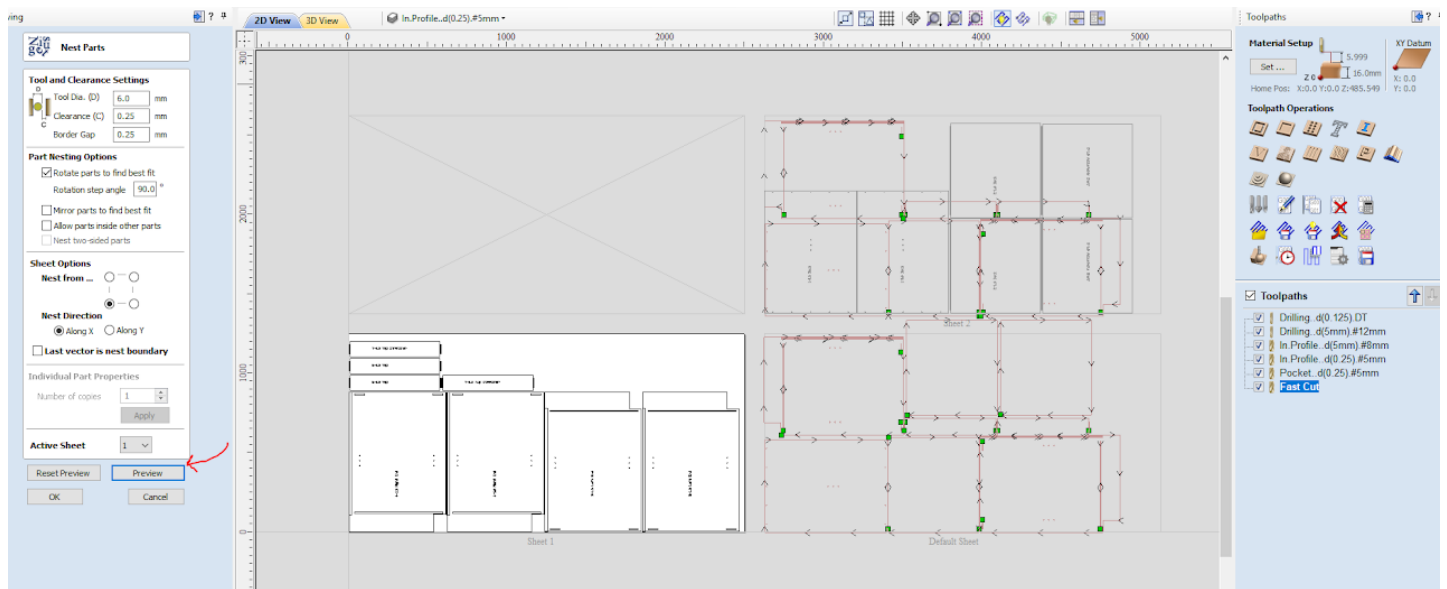 ving
?
Nest Parts
Tool and Clearance Settings
D
Tool Dia. (D) 6.0 mm
Clearance (C) 0.25 mm
C
Border Gap 0.25 mm
Part Nesting Options
Rotate parts to find best fit
Rotation step angle 90.0 °
Mirror parts to find best fit
Allow parts inside other parts
Nest two-sided parts
Sheet Options
Nest from ...
Nest Direction
Along X Along Y
Last vector is nest boundary
Individual Part Properties
Number of copies 1
Apply
Active Sheet 1
Reset Preview Preview
OK Cancel
2D View 3D View In.Profile..d(0.25).#5mm
0 1000 2000 3000 4000 5000
300
2000
1000
0
Sheet 2
Sheet 1
Default Sheet
Toolpaths ?
Material Setup XY Datum
Set ... 5.999
Z 0 16.0mm X: 0.0
Home Pos: X:0.0 Y:0.0 Z:485.549 Y: 0.0
Toolpath Operations
Toolpaths
Drilling..d(0.125).DT
Drilling..d(5mm).#12mm
In.Profile..d(5mm).#8mm
In.Profile..d(0.25).#5mm
Pocket..d(0.25).#5mm
Fast Cut